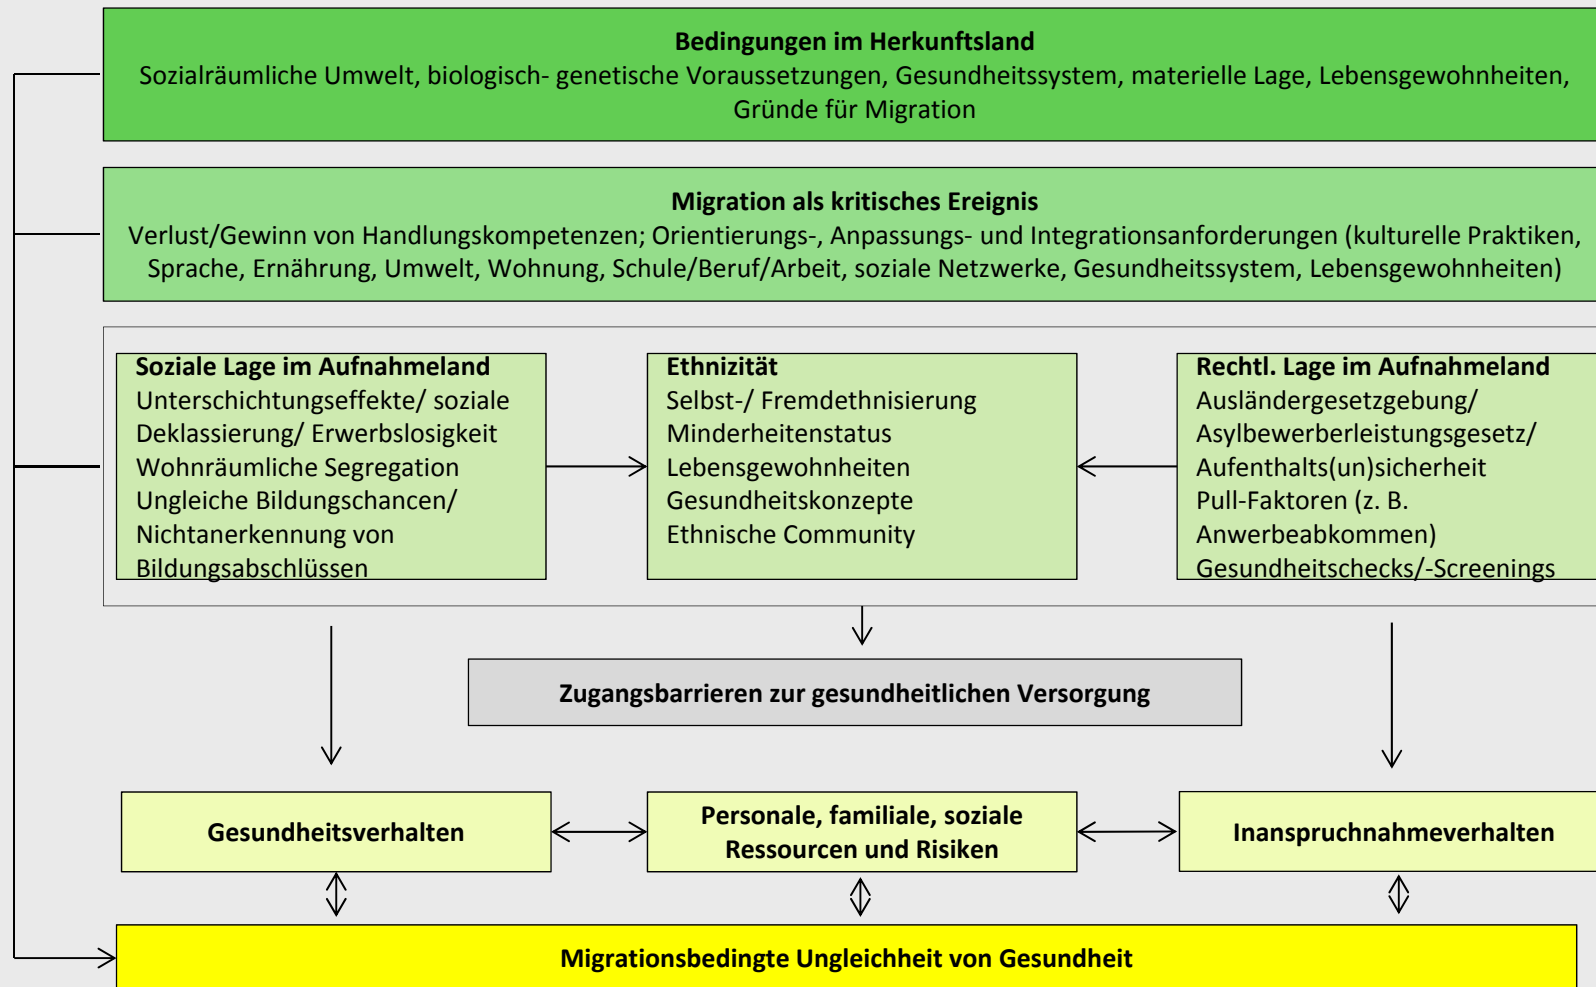 Bedingungen im Herkunftsland
Sozialräumliche Umwelt, biologisch- genetische Voraussetzungen, Gesundheitssystem, materielle Lage, Lebensgewohnheiten,
Gründe für Migration
Migration als kritisches Ereignis
Verlust/Gewinn von Handlungskompetenzen; Orientierungs-, Anpassungs- und Integrationsanforderungen (kulturelle Praktiken,
Sprache, Ernährung, Umwelt, Wohnung, Schule/Beruf/Arbeit, soziale Netzwerke, Gesundheitssystem, Lebensgewohnheiten)
Soziale Lage im Aufnahmeland
Unterschichtungseffekte/ soziale
Deklassierung/ Erwerbslosigkeit
Wohnräumliche Segregation
Ungleiche Bildungschancen/
Nichtanerkennung von
Bildungsabschlüssen
Ethnizität
Selbst-/ Fremdethnisierung
Minderheitenstatus
Lebensgewohnheiten
Gesundheitskonzepte
Ethnische Community
Rechtl. Lage im Aufnahmeland
Ausländergesetzgebung/
Asylbewerberleistungsgesetz/
Aufenthalts(un)sicherheit
Pull-Faktoren (z. B.
Anwerbeabkommen)
Gesundheitschecks/-Screenings
Zugangsbarrieren zur gesundheitlichen Versorgung
Gesundheitsverhalten
Personale, familiale, soziale
Ressourcen und Risiken
Inanspruchnahmeverhalten
Migrationsbedingte Ungleichheit von Gesundheit